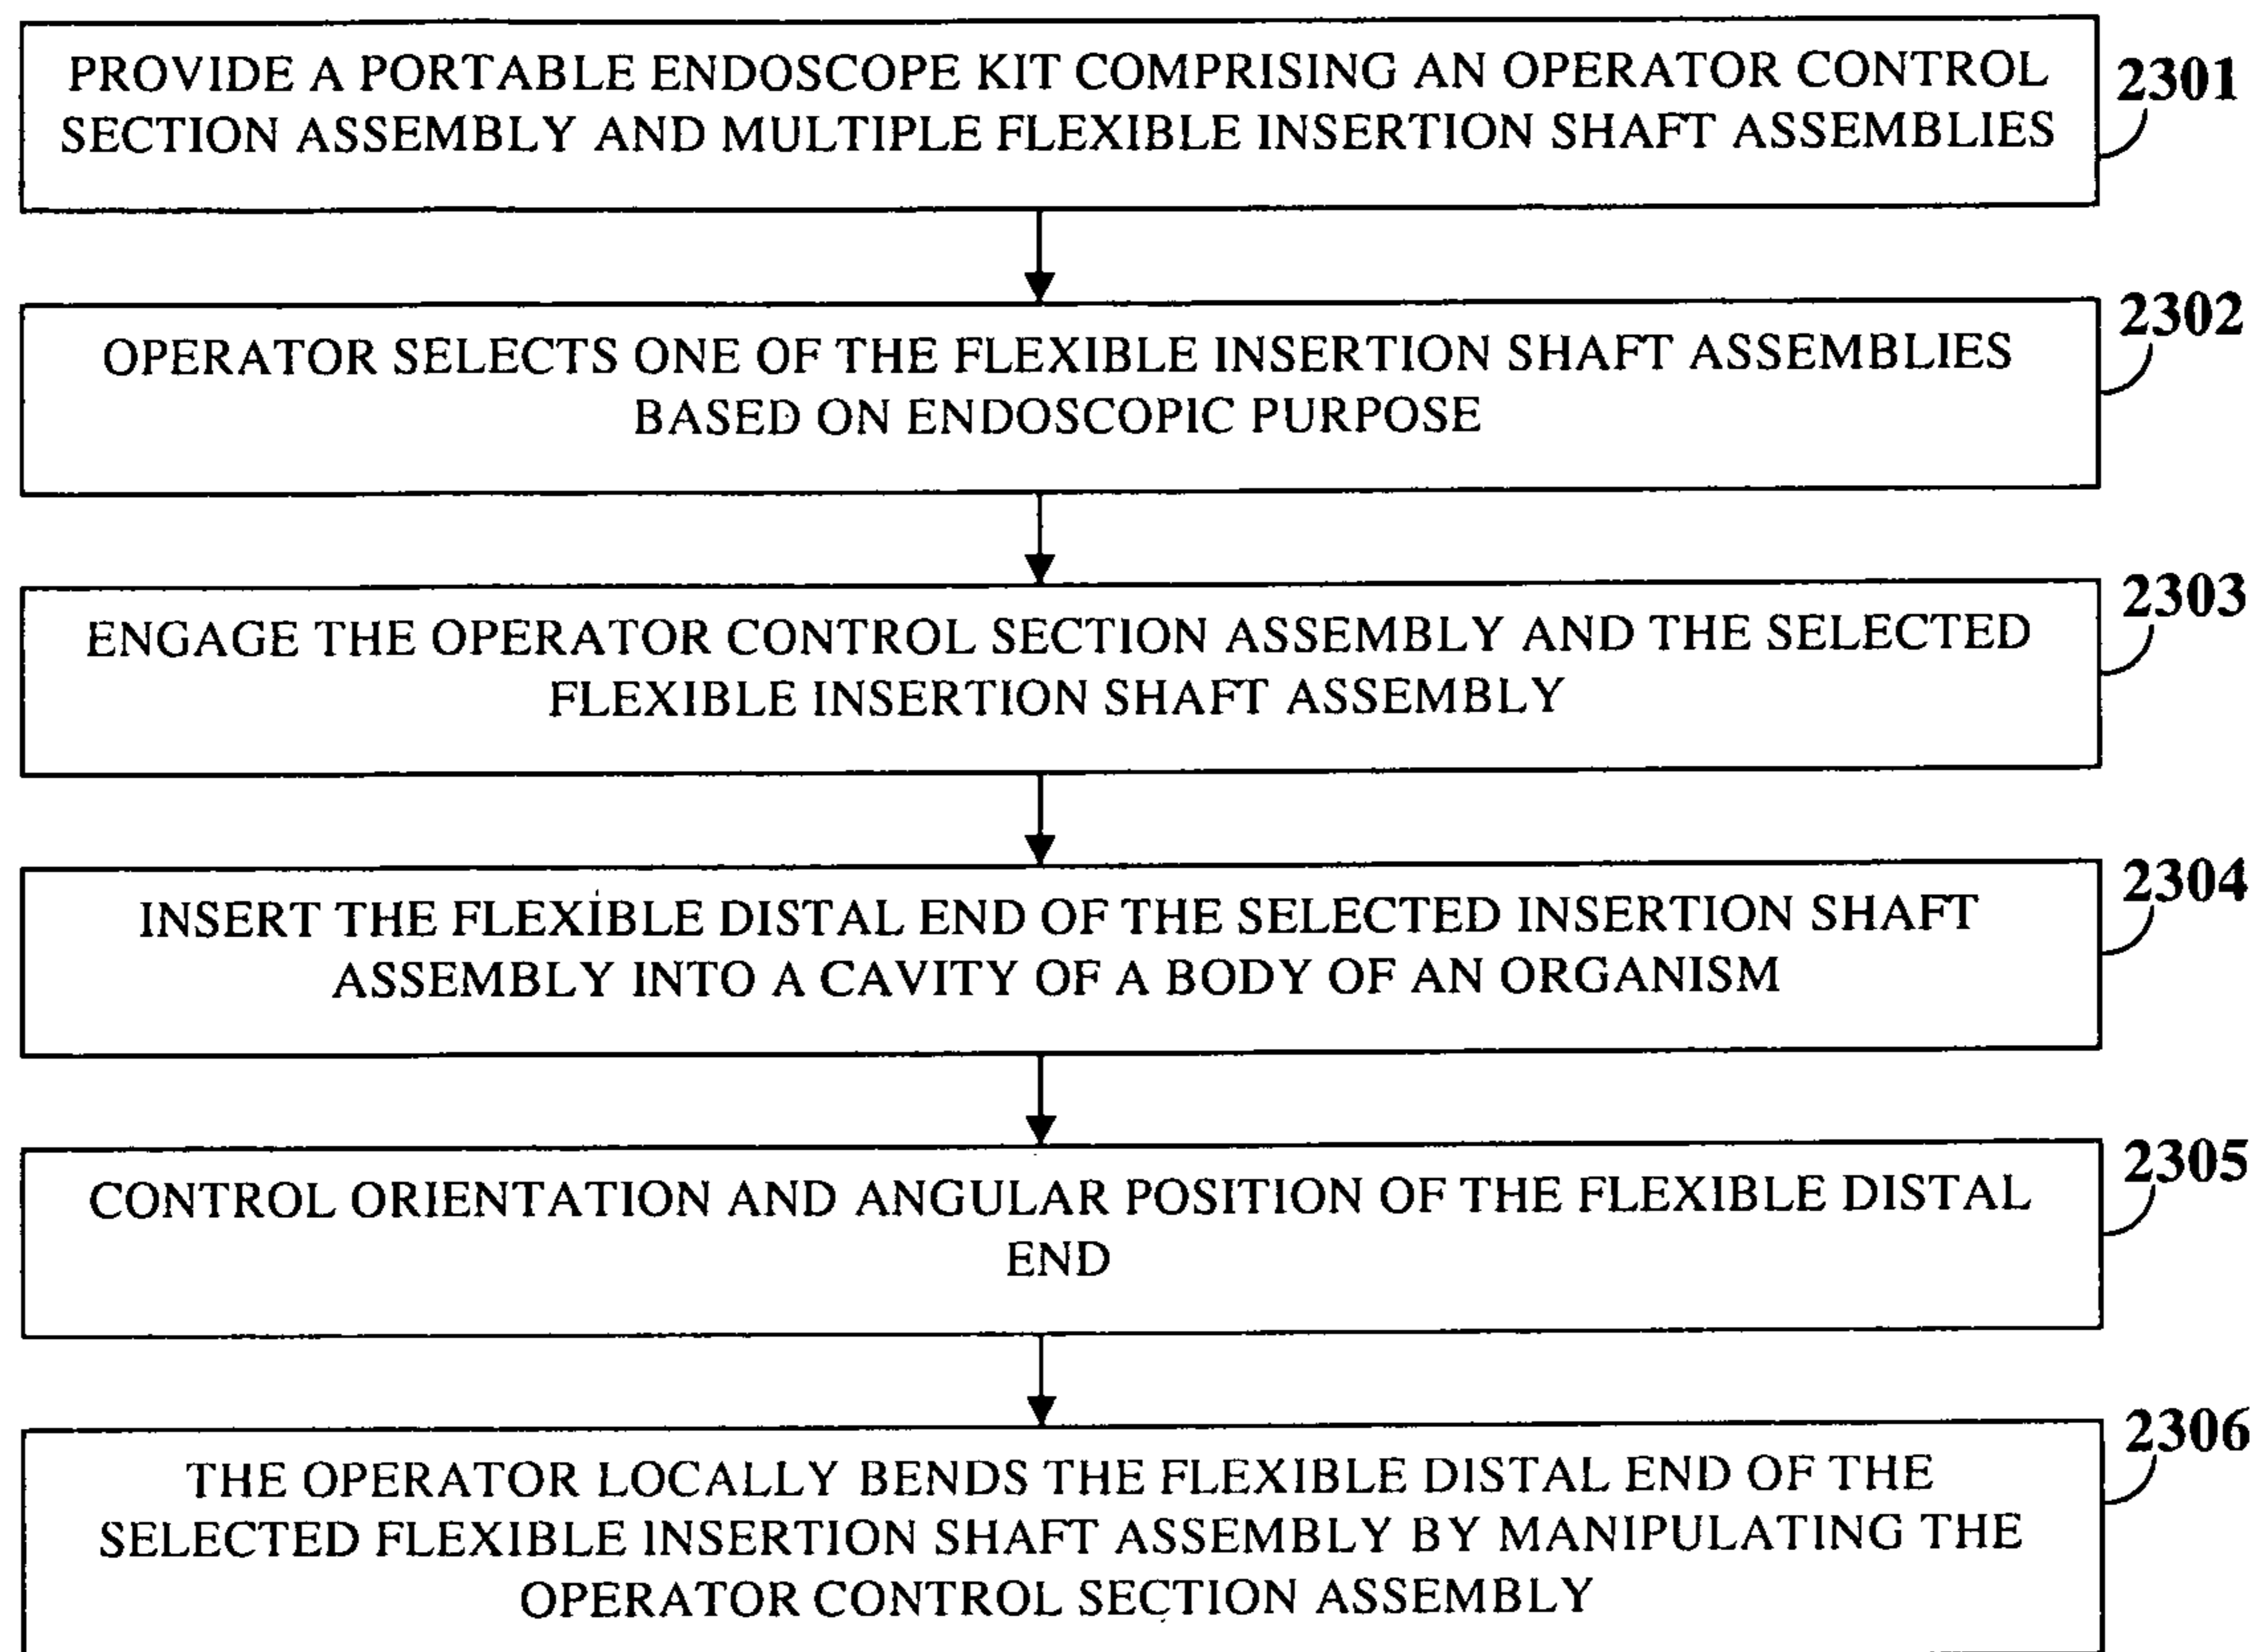 PROVIDE A PORTABLE ENDOSCOPE KIT COMPRISING AN OPERATOR CONTROL
SECTION ASSEMBLY AND MULTIPLE FLEXIBLE INSERTION SHAFT ASSEMBLIES
2301
OPERATOR SELECTS ONE OF THE FLEXIBLE INSERTION SHAFT ASSEMBLIES
BASED ON ENDOSCOPIC PURPOSE
2302
ENGAGE THE OPERATOR CONTROL SECTION ASSEMBLY AND THE SELECTED
FLEXIBLE INSERTION SHAFT ASSEMBLY
2303
INSERT THE FLEXIBLE DISTAL END OF THE SELECTED INSERTION SHAFT
ASSEMBLY INTO A CAVITY OF A BODY OF AN ORGANISM
2304
CONTROL ORIENTATION AND ANGULAR POSITION OF THE FLEXIBLE DISTAL
END
2305
THE OPERATOR LOCALLY BENDS THE FLEXIBLE DISTAL END OF THE
SELECTED FLEXIBLE INSERTION SHAFT ASSEMBLY BY MANIPULATING THE
OPERATOR CONTROL SECTION ASSEMBLY
2306